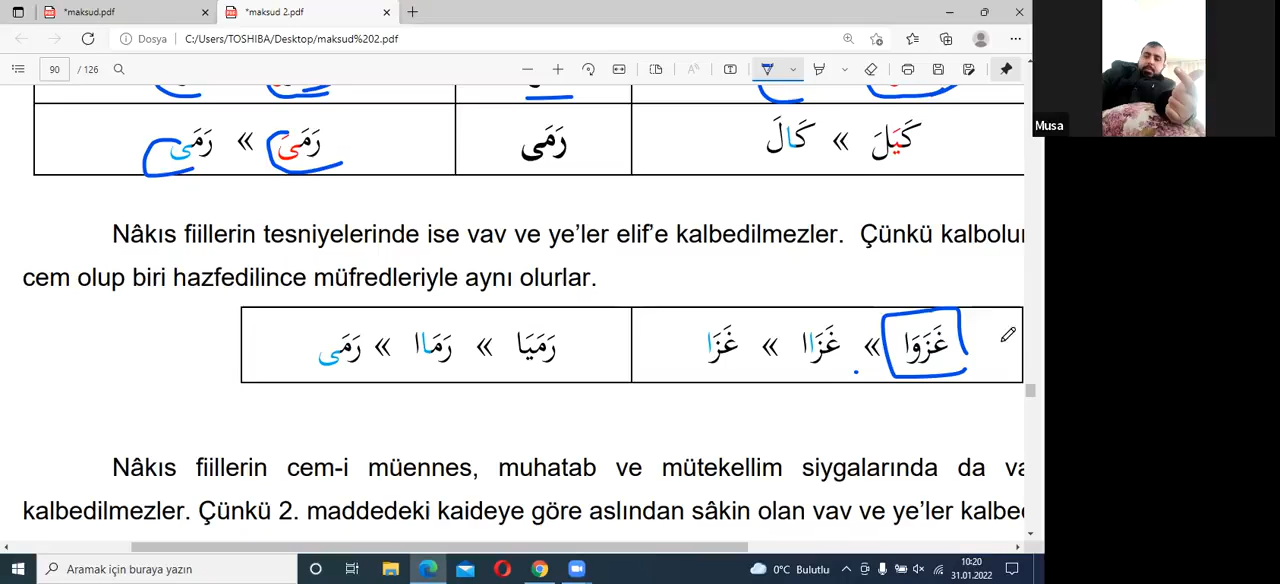 *maksud.pdf
*maksud 2.pdf
Dosya
C:/Users/TOSHIBA/Desktop/maksud%202.pdf
90 / 126
Musa
كَيَلَ » كَالَ
رَمَى
رَمَىَ » رَمَى
Nâkıs fiillerin tesniyelerinde ise vav ve ye’ler elif’e kalbedilmezler. Çünkü kalbolur
cem olup biri hazfedilince müfredleriyle aynı olurlar.
غَزَوَا » غَزَاا » غَزَا
رَمَيَا » رَمَاا » رَمَى
Nâkıs fiillerin cem-i müennes, muhatab ve mütekellim siygalarında da va
kalbedilmezler. Çünkü 2. maddedeki kaideye göre aslından sâkin olan vav ve ye’ler kalbed
Aramak için buraya yazın
0°C Bulutlu
10:20
31.01.2022